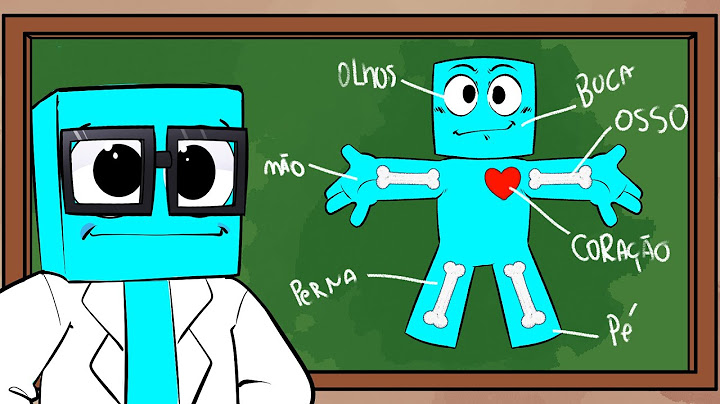 OLHOS
BOCA
OSSO
MÃO
CORAÇÃO
PERNA
PÉ